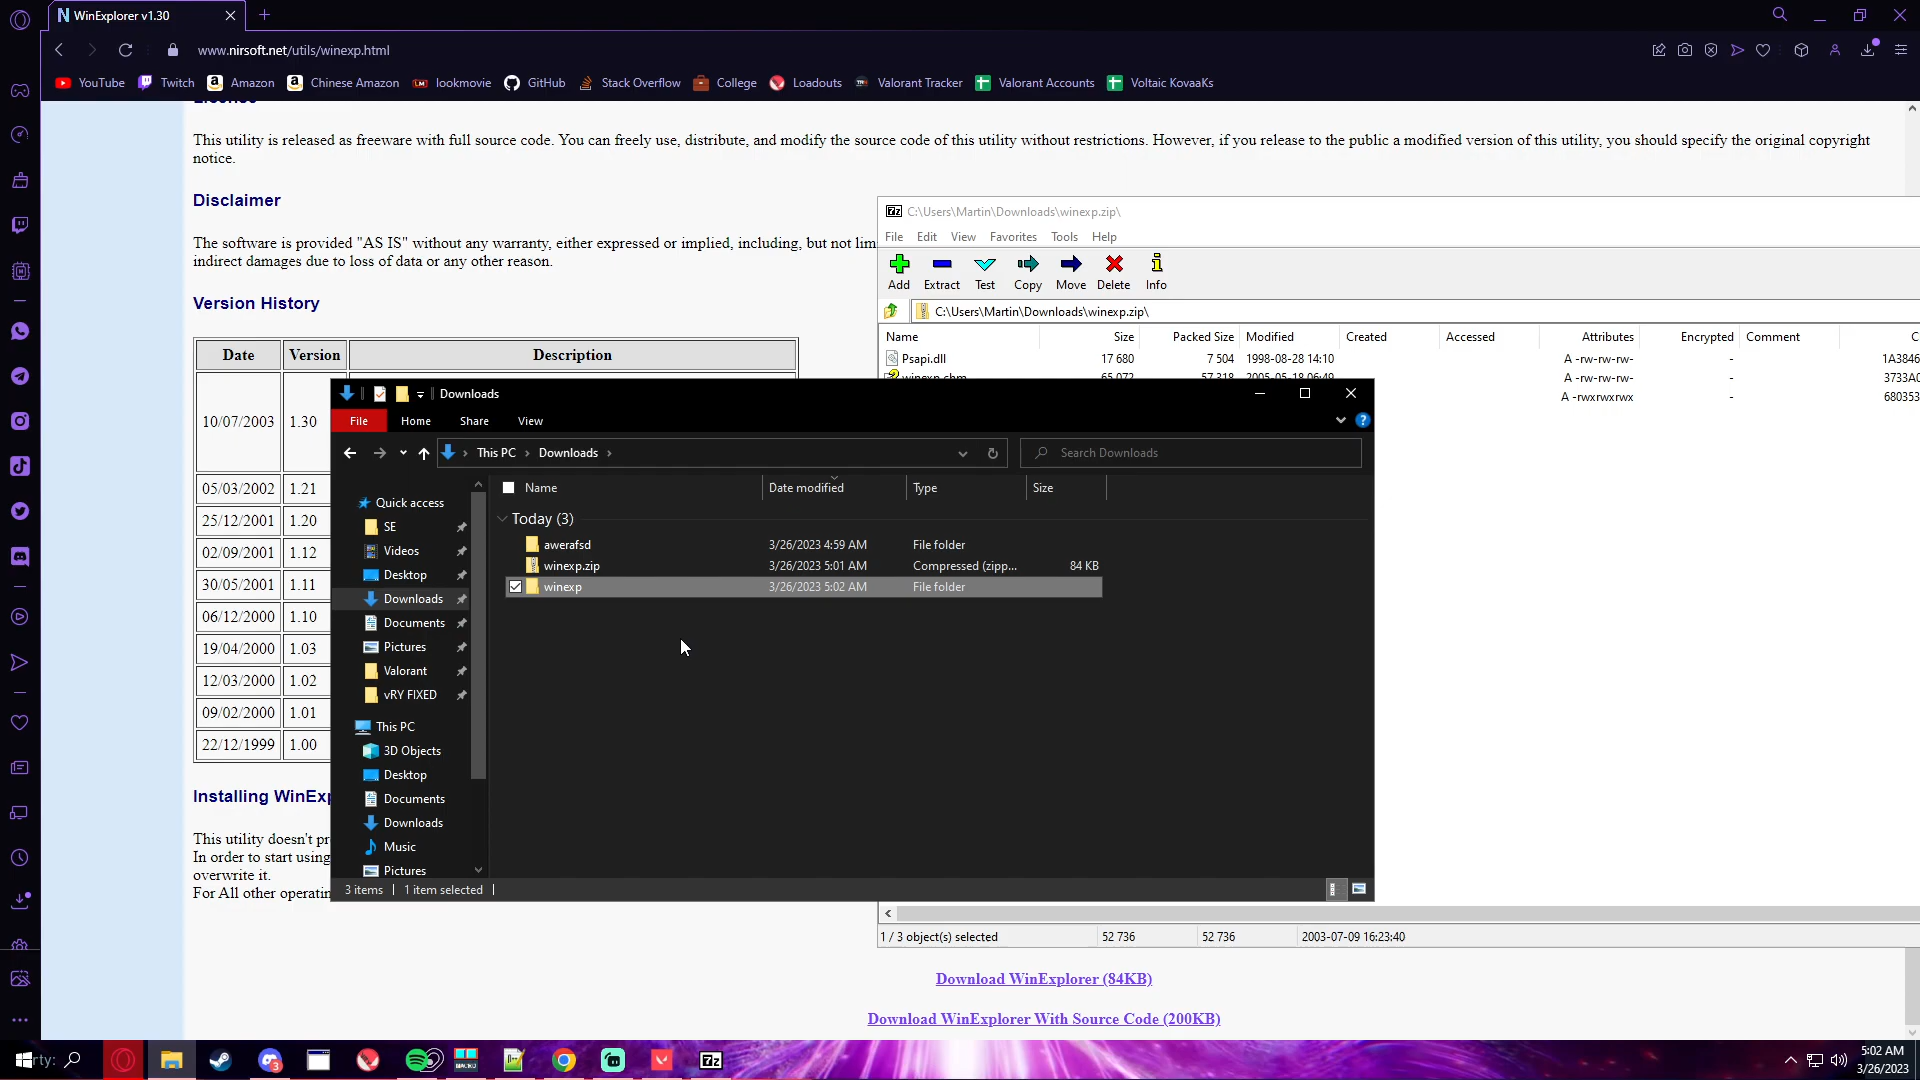 WinExplorer v1.30
www.nirsoft.net/utils/winexp.html
YouTube
Twitch
Amazon
Chinese Amazon
lookmovie
GitHub
Stack Overflow
College
Loadouts
Valorant Tracker
Valorant Accounts
Voltaic KovaaKs
License
This utility is released as freeware with full source code. You can freely use, distribute, and modify the source code of this utility without restrictions. However, if you release to the public a modified version of this utility, you should specify the original copyright
notice.
Disclaimer
The software is provided "AS IS" without any warranty, either expressed or implied, including, but not lim
indirect damages due to loss of data or any other reason.
Version History
Date Version Description
10/07/2003 1.30
05/03/2002 1.21
25/12/2001 1.20
02/09/2001 1.12
30/05/2001 1.11
06/12/2000 1.10
19/04/2000 1.03
12/03/2000 1.02
09/02/2000 1.01
22/12/1999 1.00
Installing WinExp
This utility doesn't pr
In order to start using
overwrite it.
For All other operatin
7z C:\Users\Martin\Downloads\winexp.zip\
File Edit View Favorites Tools Help
Add Extract Test Copy Move Delete Info
C:\Users\Martin\Downloads\winexp.zip\
Name Size Packed Size Modified Created Accessed Attributes Encrypted Comment C
Psapi.dll 17 680 7 504 1998-08-28 14:10 A -rw-rw-rw- - 1A3846
winexp.chm 65 072 57 318 2005-05-18 06:49 A -rw-rw-rw- - 3733A0
A -rwxrwxrwx - 680353
Downloads
File Home Share View
This PC Downloads
Search Downloads
Name Date modified Type Size
Quick access
SE
Videos
Desktop
Downloads
Documents
Pictures
Valorant
vRY FIXED
This PC
3D Objects
Desktop
Documents
Downloads
Music
Pictures
Today (3)
awerafsd 3/26/2023 4:59 AM File folder
winexp.zip 3/26/2023 5:01 AM Compressed (zipp... 84 KB
winexp 3/26/2023 5:02 AM File folder
3 items 1 item selected
1 / 3 object(s) selected 52 736 52 736 2003-07-09 16:23:40
Download WinExplorer (84KB)
Download WinExplorer With Source Code (200KB)
rty:
MACRO
7z
5:02 AM
3/26/2023